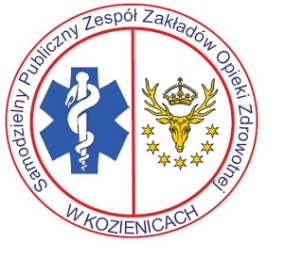 Samodzielny Publiczny Zespół Zakładów Opieki Zdrowotnej
W KOZIENICACH